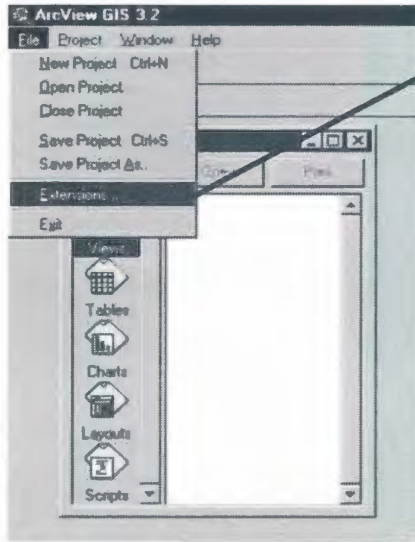 ArcView GIS 3.2
File Project Window Help
New Project Ctrl+N
Open Project
Close Project
Save Project Ctrl+S
Save Project As..
Extensions...
Exit
Print
Views
Tables
Charts
Layouts
Scripts